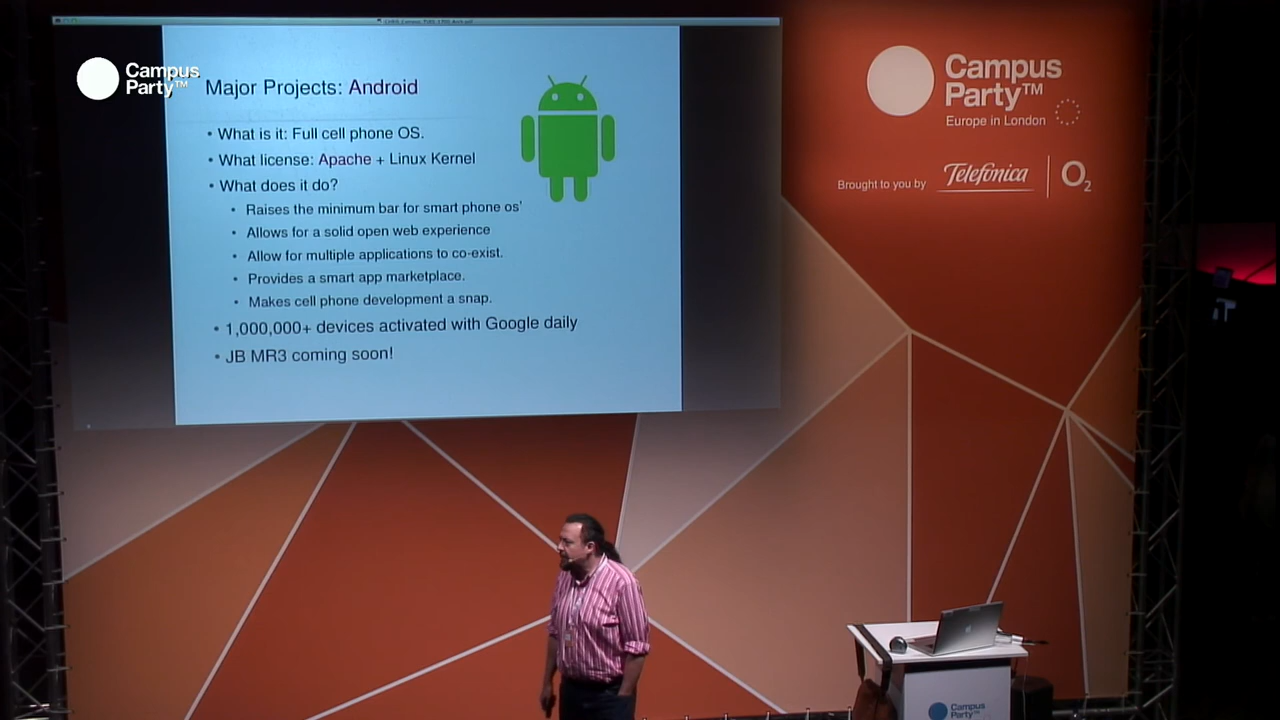 Campus
Party™
Major Projects: Android
• What is it: Full cell phone OS.
• What license: Apache + Linux Kernel
• What does it do?
• Raises the minimum bar for smart phone os'
• Allows for a solid open web experience
• Allow for multiple applications to co-exist.
• Provides a smart app marketplace.
• Makes cell phone development a snap.
• 1,000,000+ devices activated with Google daily
• JB MR3 coming soon!
Campus
Party™
Europe in London
Brought to you by Telefónica O2
Campus
Party